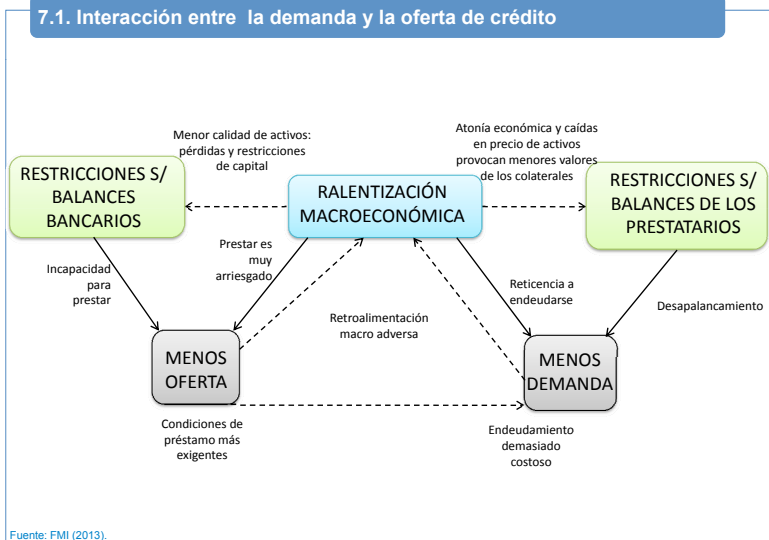 7.1. Interacción entre la demanda y la oferta de crédito
Menor calidad de activos:
pérdidas y restricciones
de capital
Atonía económica y caídas
en precio de activos
provocan menores valores
de los colaterales
RESTRICCIONES S/
BALANCES
BANCARIOS
RALENTIZACIÓN
MACROECONÓMICA
RESTRICCIONES S/
BALANCES DE LOS
PRESTATARIOS
Incapacidad
para
prestar
Prestar es
muy
arriesgado
Reticencia a
endeudarse
Desapalancamiento
Retroalimentación
macro adversa
MENOS
OFERTA
MENOS
DEMANDA
Condiciones de
préstamo más
exigentes
Endeudamiento
demasiado
costoso
Fuente: FMI (2013).